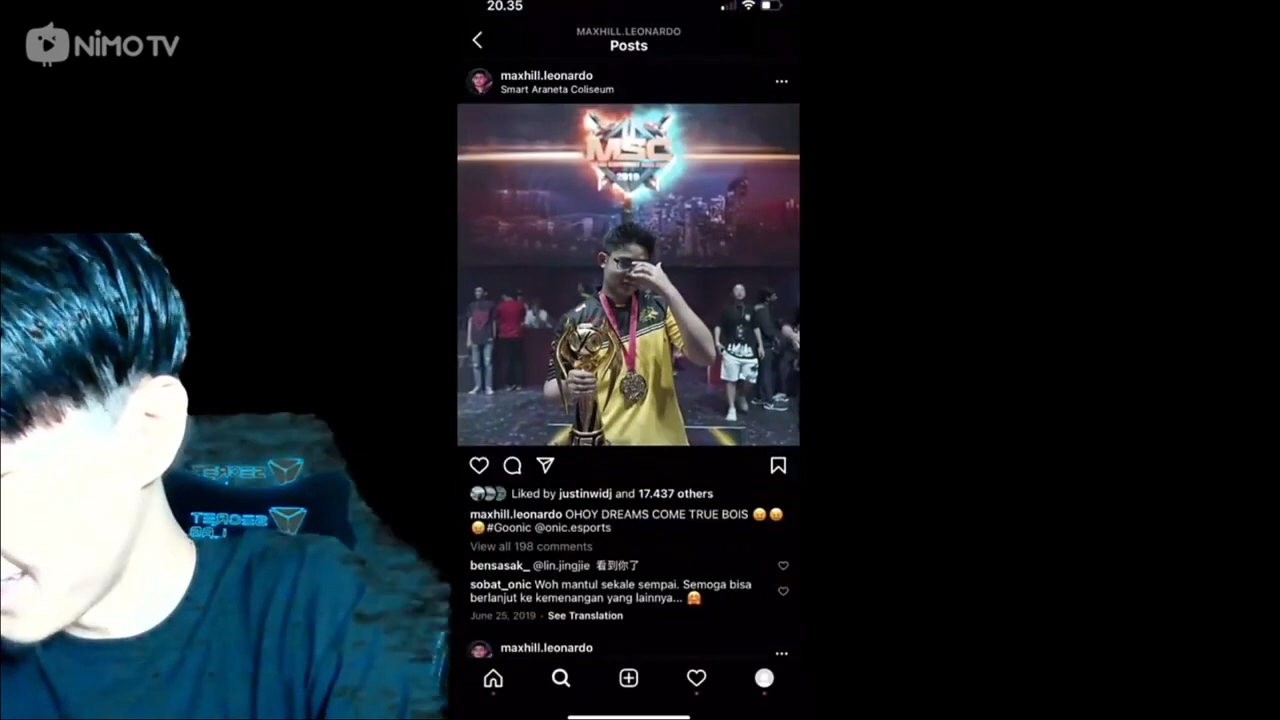 NiMO TV
20.35
MAXHILL.LEONARDO
Posts
maxhill.leonardo
Smart Araneta Coliseum
MSC
2019
Liked by justinwidj and 17.437 others
maxhill.leonardo OHOY DREAMS COME TRUE BOIS 😡😡
😡#Goonic @onic.esports
View all 198 comments
bensasak_ @lin.jingjie 看到你了
sobat_onic Woh mantul sekale sempai. Semoga bisa
berlanjut ke kemenangan yang lainnya... 🥰
June 25, 2019 · See Translation
maxhill.leonardo